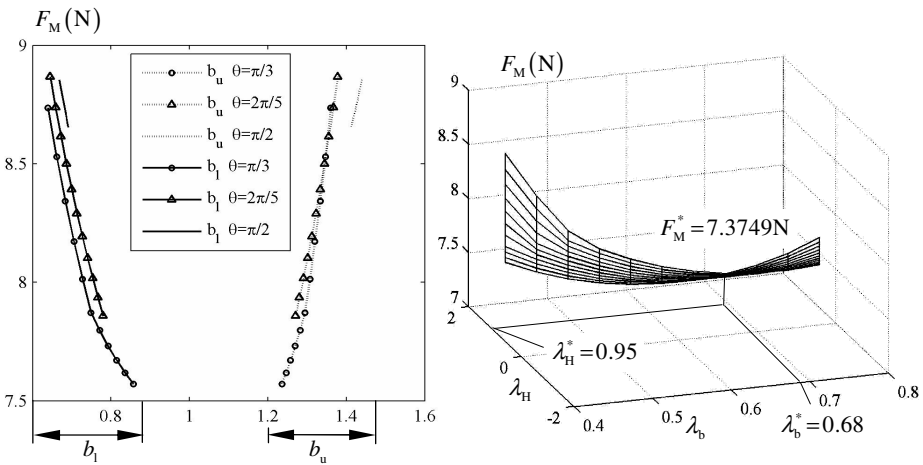 F_M(N)
9
8.5
8
7.5
0.8
1
1.2
1.4
1.6
b_u θ=π/3
b_u θ=2π/5
b_u θ=π/2
b_l θ=π/3
b_l θ=2π/5
b_l θ=π/2
b_l
b_u
F_M(N)
9
8.5
8
7.5
7
2
0
-2
λ_H
0.4
0.5
0.6
0.7
0.8
λ_b
F_M^*=7.3749N
λ_H^*=0.95
λ_b^*=0.68